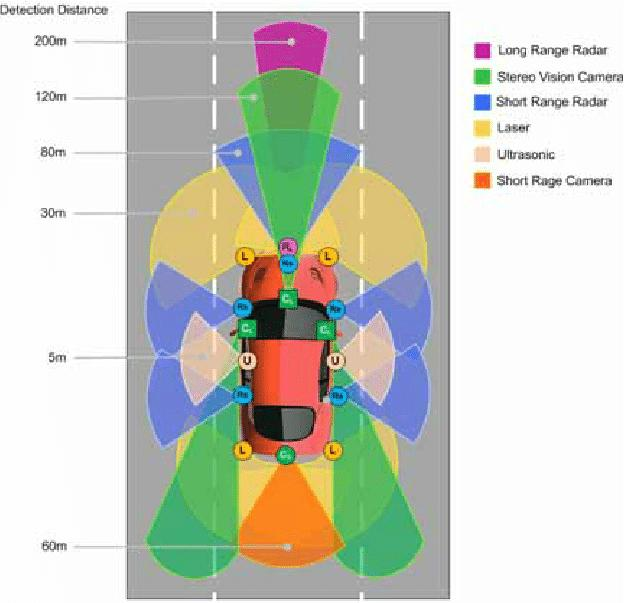 Detection Distance
200m
120m
80m
30m
5m
60m
Long Range Radar
Stereo Vision Camera
Short Range Radar
Laser
Ultrasonic
Short Rage Camera
L
L
U
U
L
L